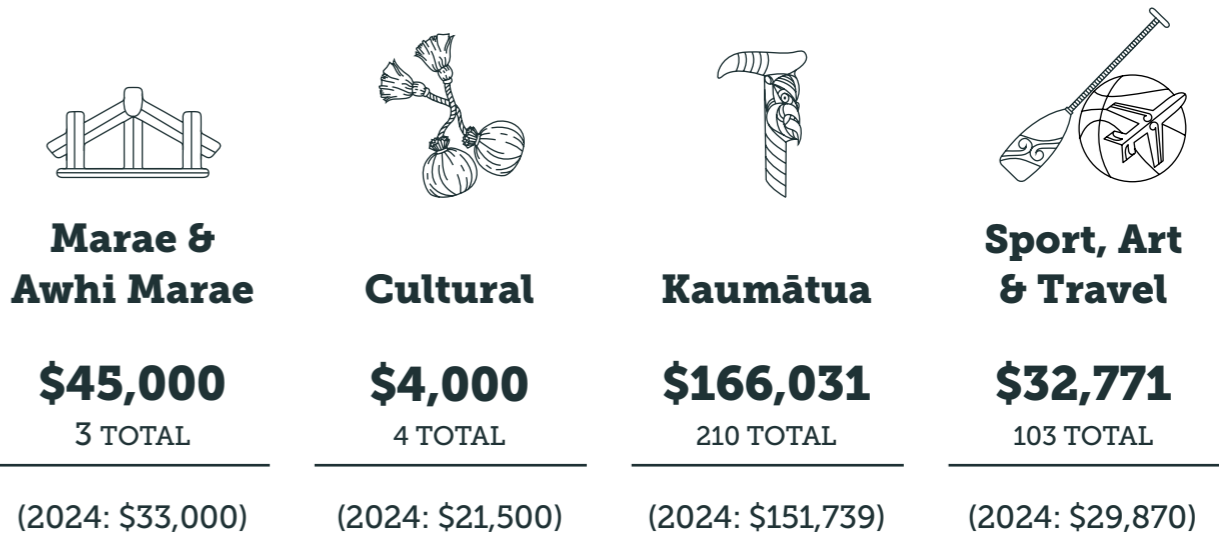 Marae &
Awhi Marae
$45,000
3 TOTAL
(2024: $33,000)
Cultural
$4,000
4 TOTAL
(2024: $21,500)
Kaumātua
$166,031
210 TOTAL
(2024: $151,739)
Sport, Art
& Travel
$32,771
103 TOTAL
(2024: $29,870)